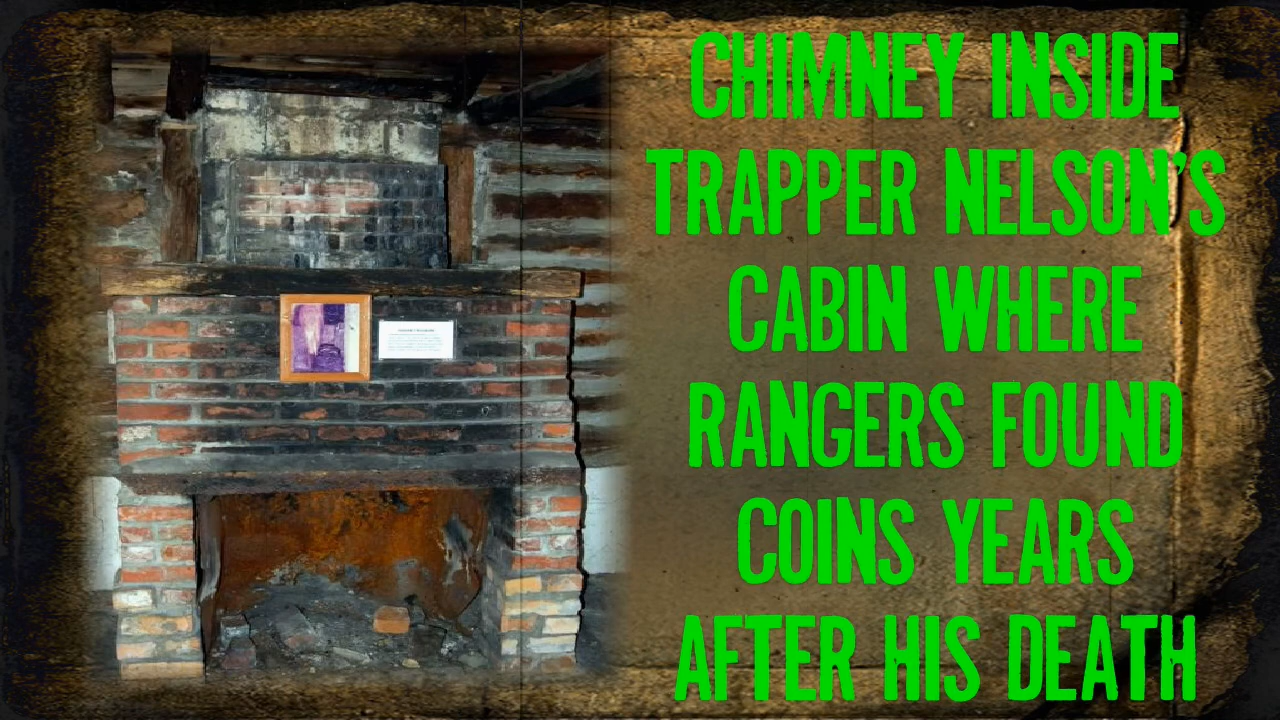 CHIMNEY INSIDE
TRAPPER NELSON'S
CABIN WHERE
RANGERS FOUND
COINS YEARS
AFTER HIS DEATH